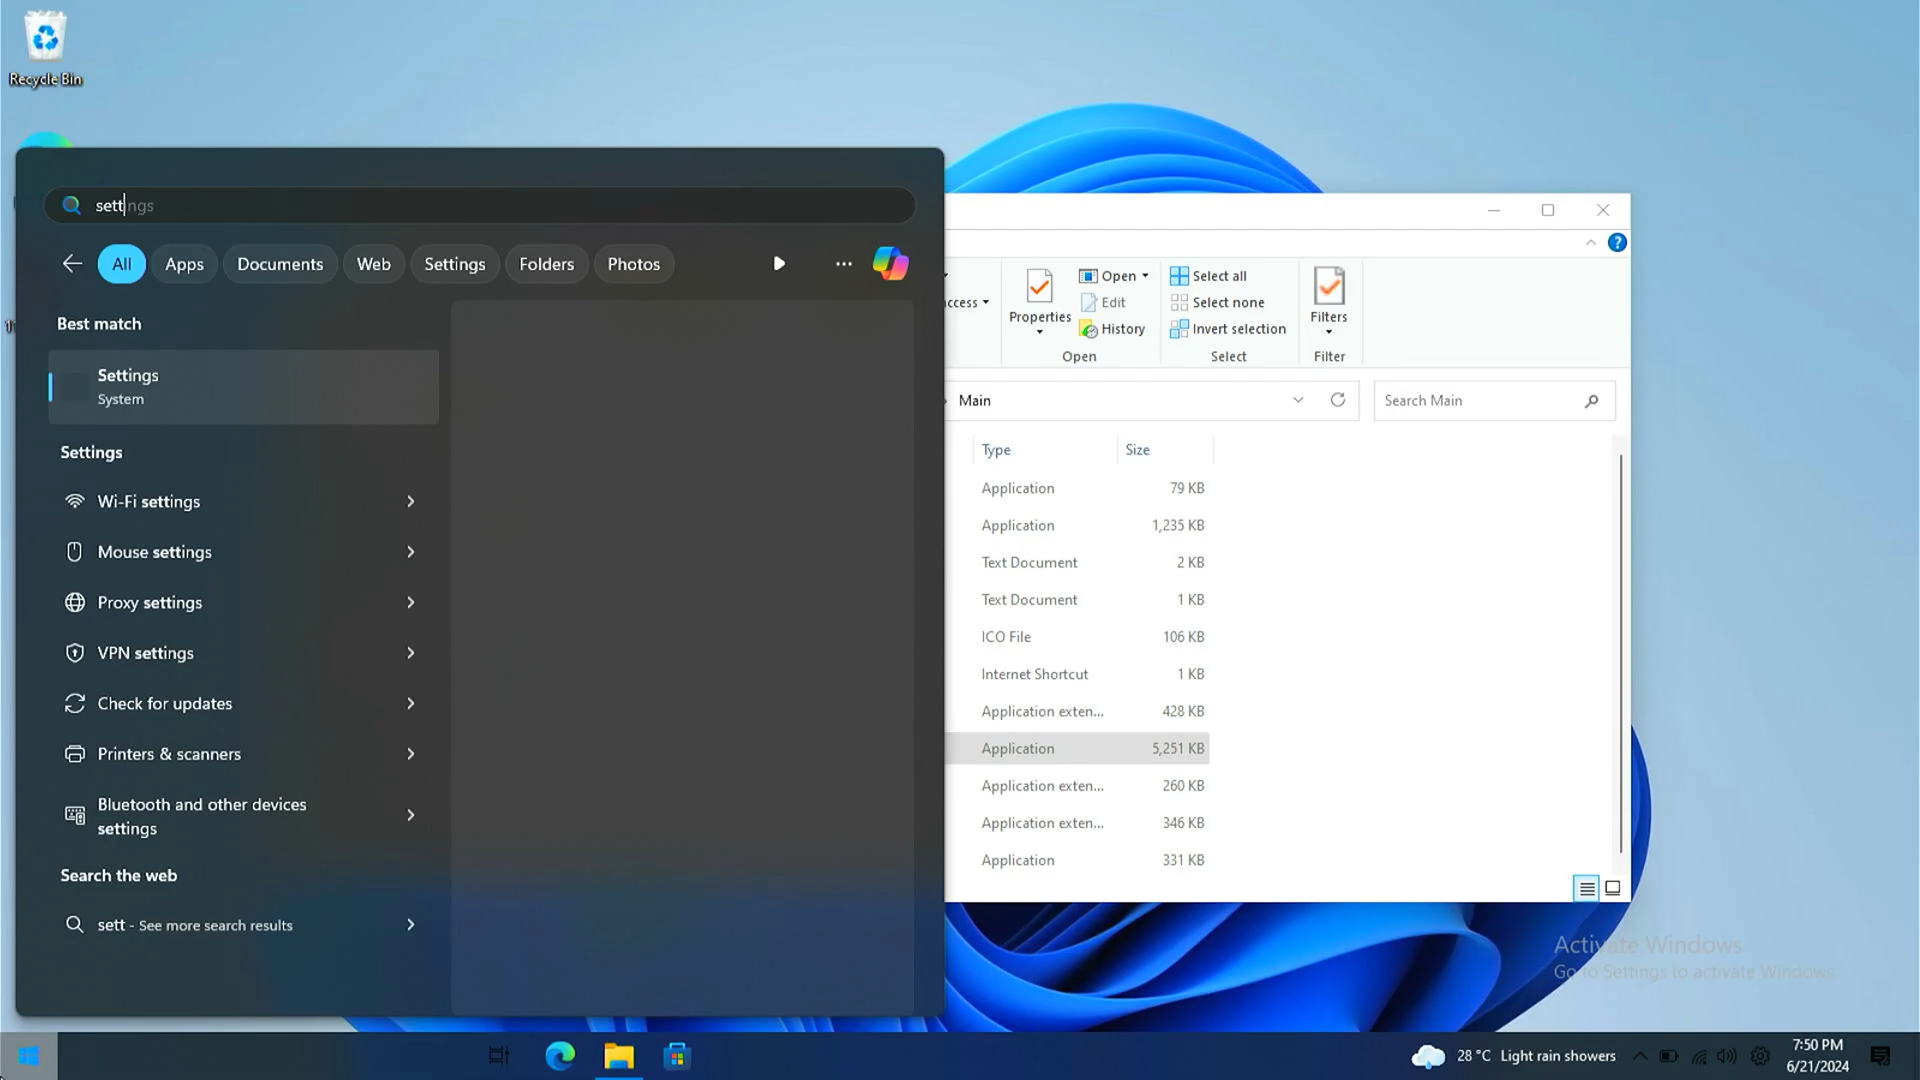 Recycle Bin
settings
All
Apps
Documents
Web
Settings
Folders
Photos
Best match
Settings
System
Settings
Wi-Fi settings
Mouse settings
Proxy settings
VPN settings
Check for updates
Printers & scanners
Bluetooth and other devices
settings
Search the web
sett - See more search results
Properties
Open
Edit
History
Open
Select all
Select none
Invert selection
Select
Filters
Filter
Main
Search Main
Type Size
Application 79 KB
Application 1,235 KB
Text Document 2 KB
Text Document 1 KB
ICO File 106 KB
Internet Shortcut 1 KB
Application exten... 428 KB
Application 5,251 KB
Application exten... 260 KB
Application exten... 346 KB
Application 331 KB
Activate Windows
Go to Settings to activate Windows.
28 °C Light rain showers
7:50 PM
6/21/2024